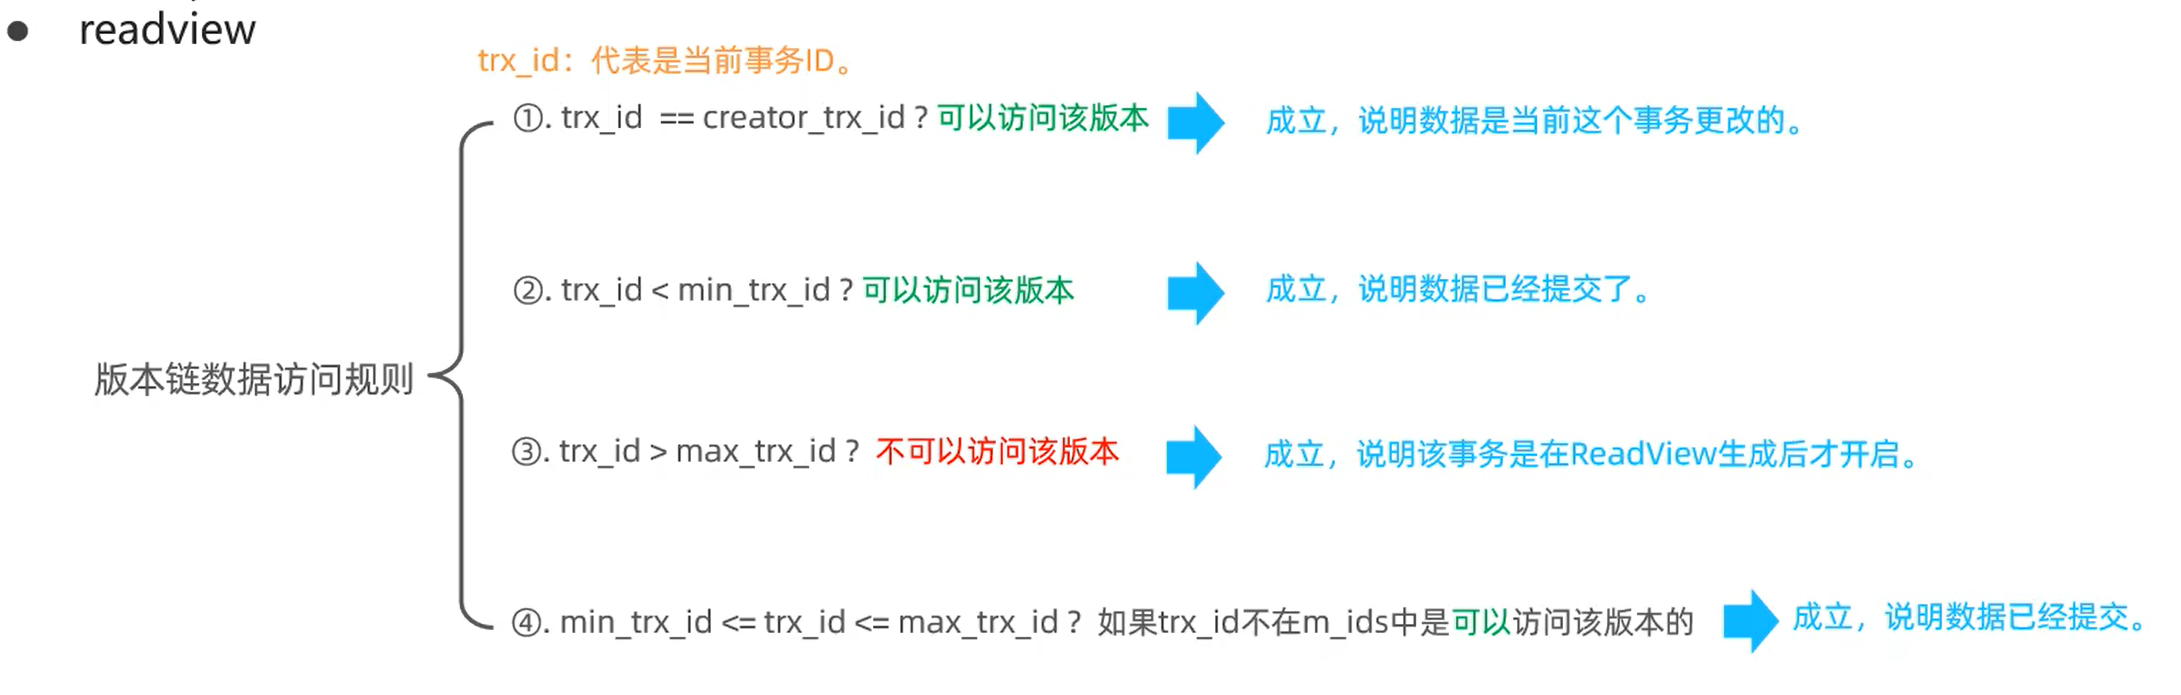 ● readview
trx_id：代表是当前事务ID。
①. trx_id == creator_trx_id ? 可以访问该版本 成立，说明数据是当前这个事务更改的。
②. trx_id < min_trx_id ? 可以访问该版本 成立，说明数据已经提交了。
版本链数据访问规则
③. trx_id > max_trx_id ? 不可以访问该版本 成立，说明该事务是在ReadView生成后才开启。
④. min_trx_id <= trx_id <= max_trx_id ? 如果trx_id不在m_ids中是可以访问该版本的 成立，说明数据已经提交。